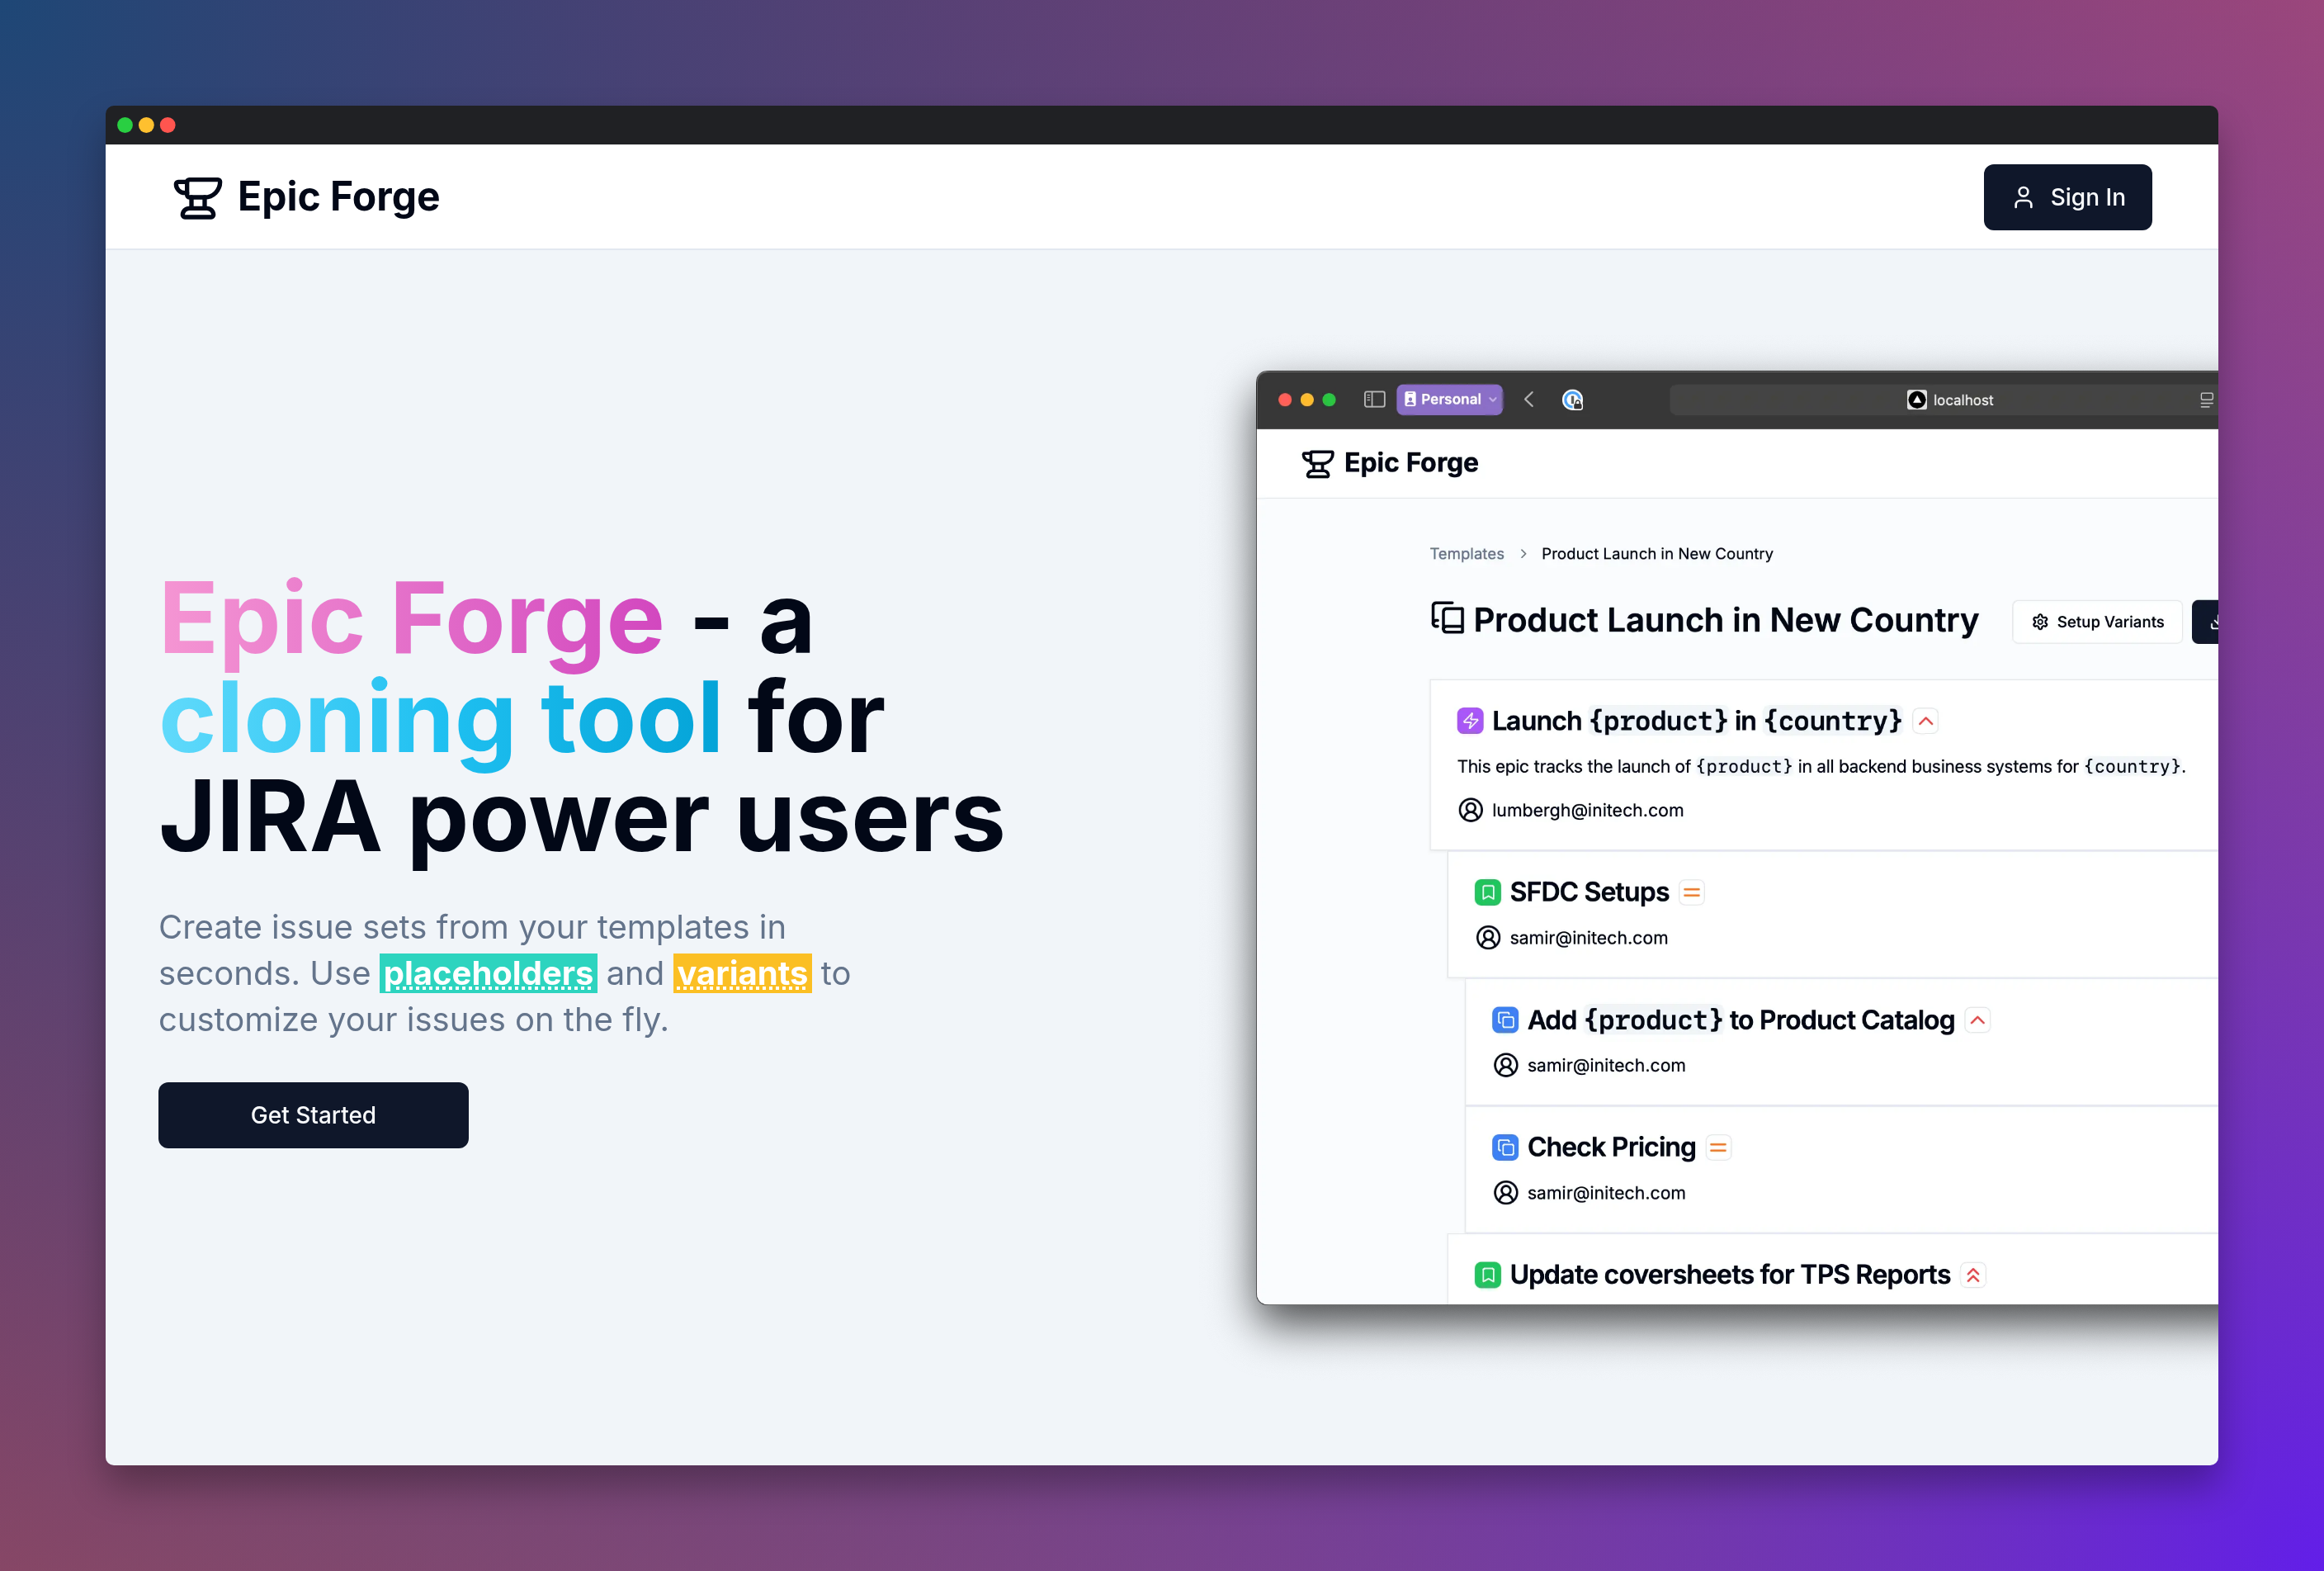 Epic Forge
Sign In
Epic Forge - a
cloning tool for
JIRA power users
Create issue sets from your templates in
seconds. Use placeholders and variants to
customize your issues on the fly.
Get Started
Personal
localhost
Epic Forge
Templates > Product Launch in New Country
Product Launch in New Country
Setup Variants
Launch {product} in {country}
This epic tracks the launch of {product} in all backend business systems for {country}.
lumbergh@initech.com
SFDC Setups
samir@initech.com
Add {product} to Product Catalog
samir@initech.com
Check Pricing
samir@initech.com
Update coversheets for TPS Reports